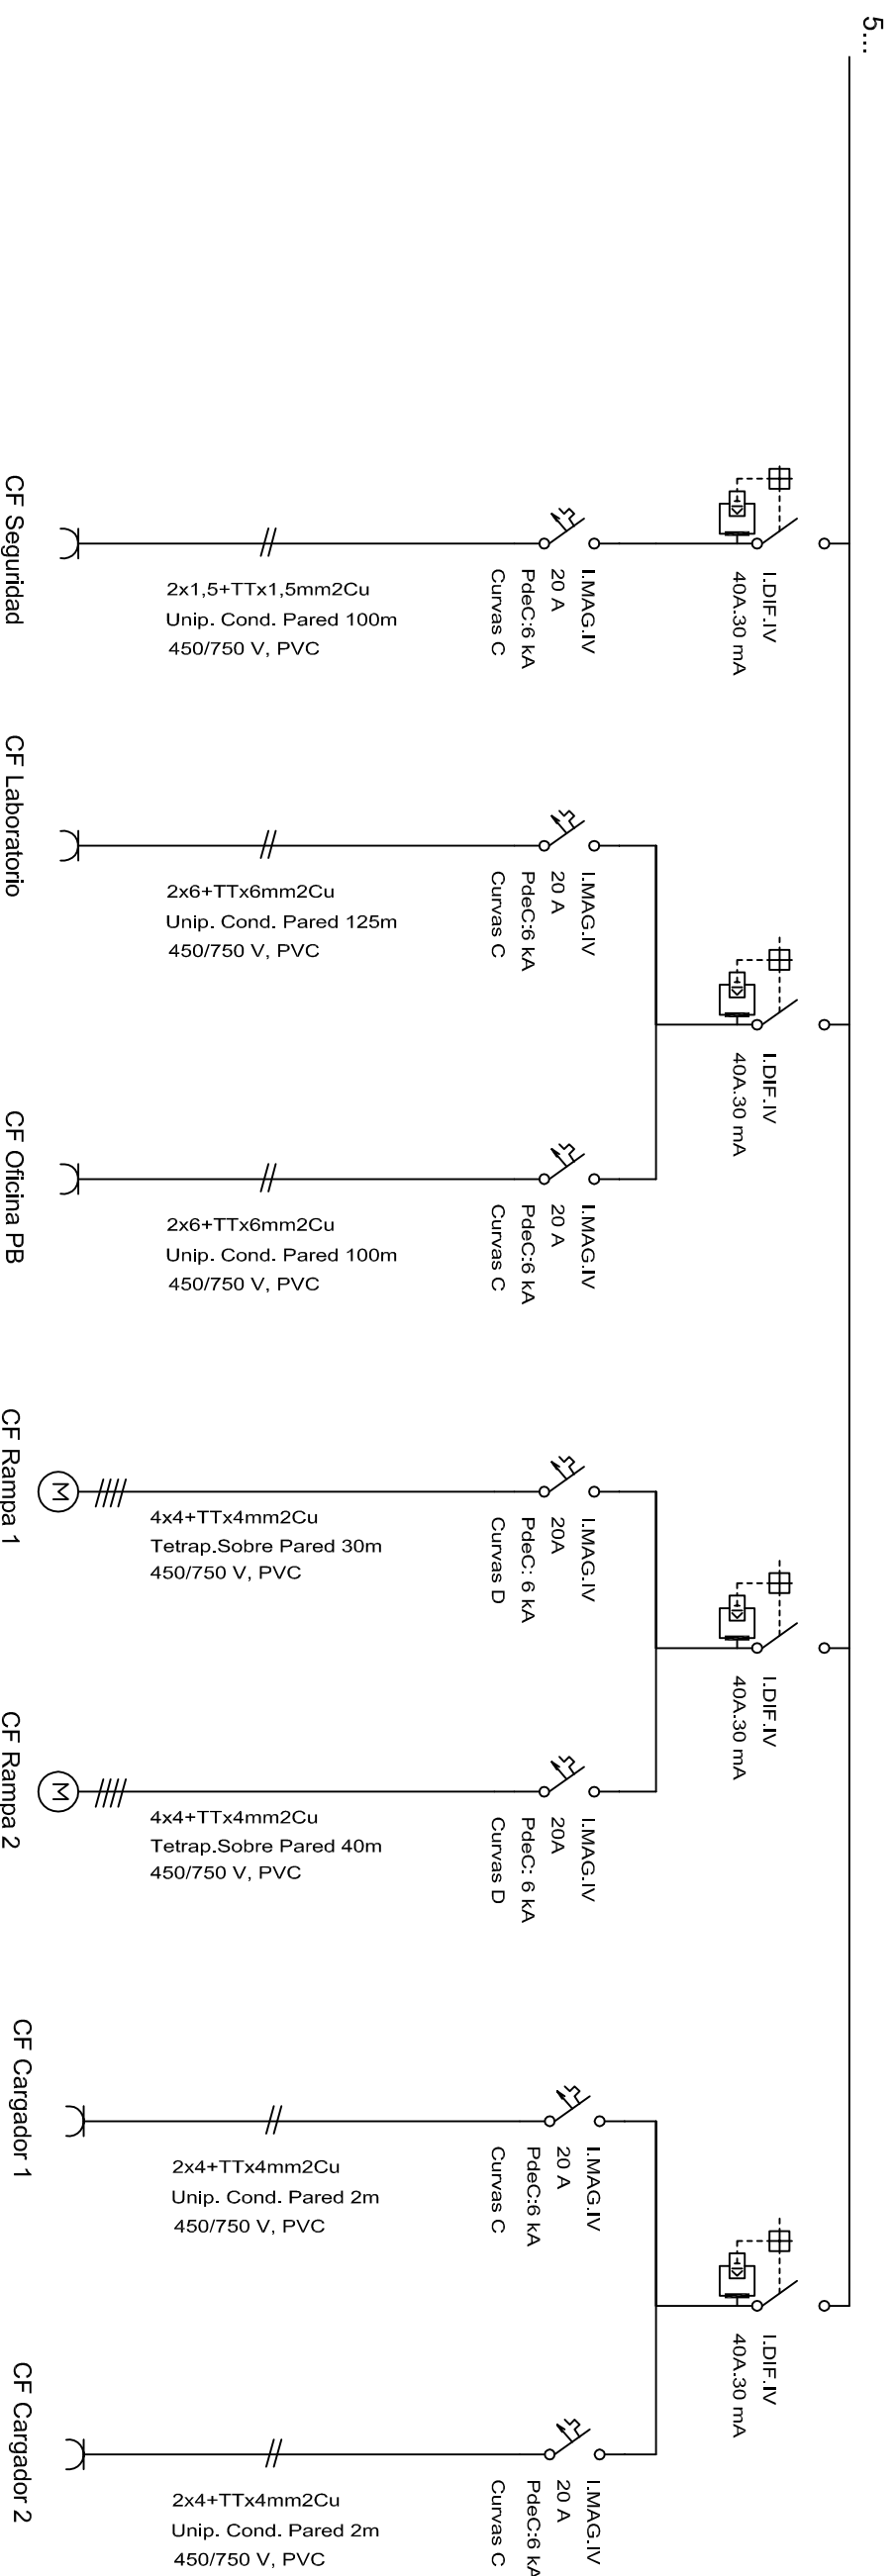 5...
I.DIF.IV
40A.30 mA
I.MAG.IV
20 A
PdeC:6 kA
Curvas C
2x1,5+TTx1,5mm2Cu
Unip. Cond. Pared 100m
450/750 V, PVC
CF Seguridad
I.DIF.IV
40A.30 mA
I.MAG.IV
20 A
PdeC:6 kA
Curvas C
2x6+TTx6mm2Cu
Unip. Cond. Pared 125m
450/750 V, PVC
CF Laboratorio
I.MAG.IV
20 A
PdeC:6 kA
Curvas C
2x6+TTx6mm2Cu
Unip. Cond. Pared 100m
450/750 V, PVC
CF Oficina PB
I.DIF.IV
40A.30 mA
I.MAG.IV
20A
PdeC: 6 kA
Curvas D
4x4+TTx4mm2Cu
Tetrap.Sobre Pared 30m
450/750 V, PVC
M
CF Rampa 1
I.MAG.IV
20A
PdeC: 6 kA
Curvas D
4x4+TTx4mm2Cu
Tetrap.Sobre Pared 40m
450/750 V, PVC
M
CF Rampa 2
I.DIF.IV
40A.30 mA
I.MAG.IV
20 A
PdeC:6 kA
Curvas C
2x4+TTx4mm2Cu
Unip. Cond. Pared 2m
450/750 V, PVC
CF Cargador 1
I.MAG.IV
20 A
PdeC:6 kA
Curvas C
2x4+TTx4mm2Cu
Unip. Cond. Pared 2m
450/750 V, PVC
CF Cargador 2